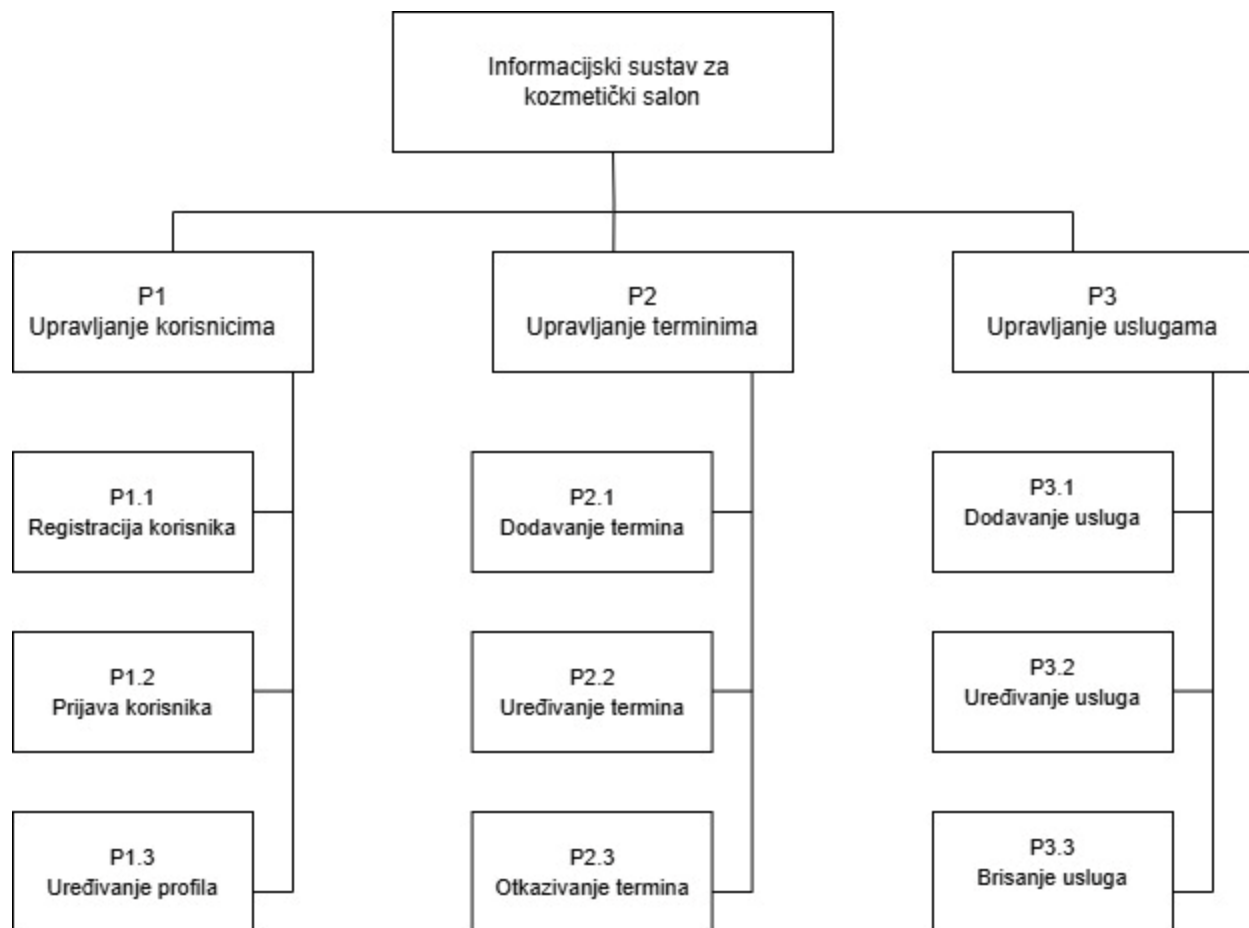 Informacijski sustav za
kozmetički salon
P1
Upravljanje korisnicima
P2
Upravljanje terminima
P3
Upravljanje uslugama
P1.1
Registracija korisnika
P2.1
Dodavanje termina
P3.1
Dodavanje usluga
P1.2
Prijava korisnika
P2.2
Uređivanje termina
P3.2
Uređivanje usluga
P1.3
Uređivanje profila
P2.3
Otkazivanje termina
P3.3
Brisanje usluga